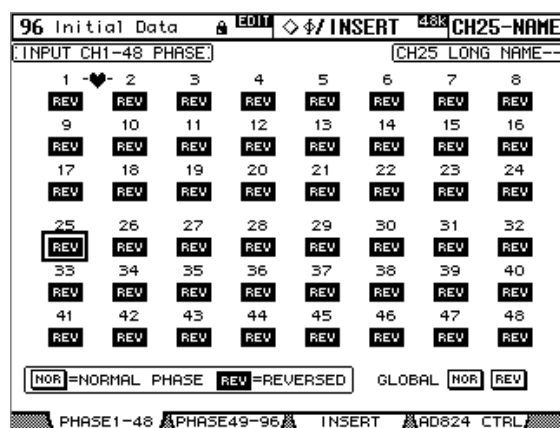 96 Initial Data EDIT ϕ/INSERT 48K CH25-NAME
INPUT CH1-48 PHASE CH25 LONG NAME--
1 2 3 4 5 6 7 8
REV REV REV REV REV REV REV REV
9 10 11 12 13 14 15 16
REV REV REV REV REV REV REV REV
17 18 19 20 21 22 23 24
REV REV REV REV REV REV REV REV
25 26 27 28 29 30 31 32
REV REV REV REV REV REV REV REV
33 34 35 36 37 38 39 40
REV REV REV REV REV REV REV REV
41 42 43 44 45 46 47 48
REV REV REV REV REV REV REV REV
NOR =NORMAL PHASE REV =REVERSED GLOBAL NOR REV
PHASE1-48 PHASE49-96 INSERT AD824 CTRL